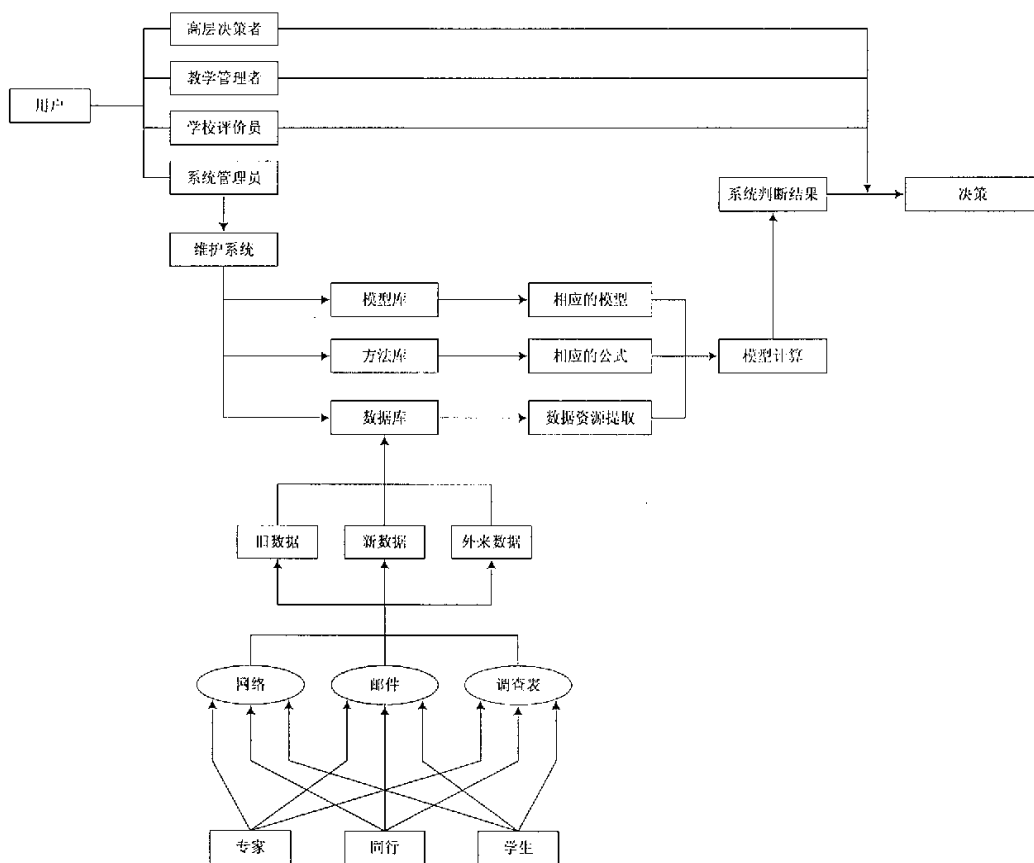 高层决策者
教学管理者
用户
学校评价员
系统管理员
系统判断结果
决策
维护系统
模型库
相应的模型
方法库
相应的公式
模型计算
数据库
数据资源提取
旧数据
新数据
外来数据
网络
邮件
调查表
专家
同行
学生